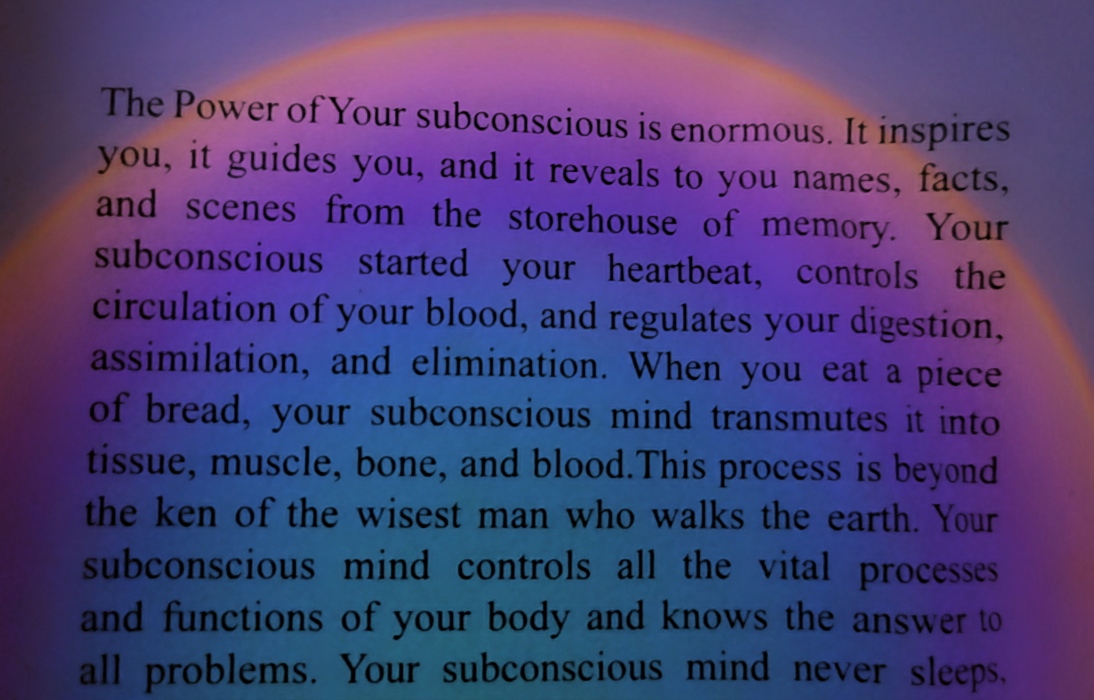 The Power of Your subconscious is enormous. It inspires
you, it guides you, and it reveals to you names, facts,
and scenes from the storehouse of memory. Your
subconscious started your heartbeat, controls the
circulation of your blood, and regulates your digestion,
assimilation, and elimination. When you eat a piece
of bread, your subconscious mind transmutes it into
tissue, muscle, bone, and blood.This process is beyond
the ken of the wisest man who walks the earth. Your
subconscious mind controls all the vital processes
and functions of your body and knows the answer to
all problems. Your subconscious mind never sleeps,